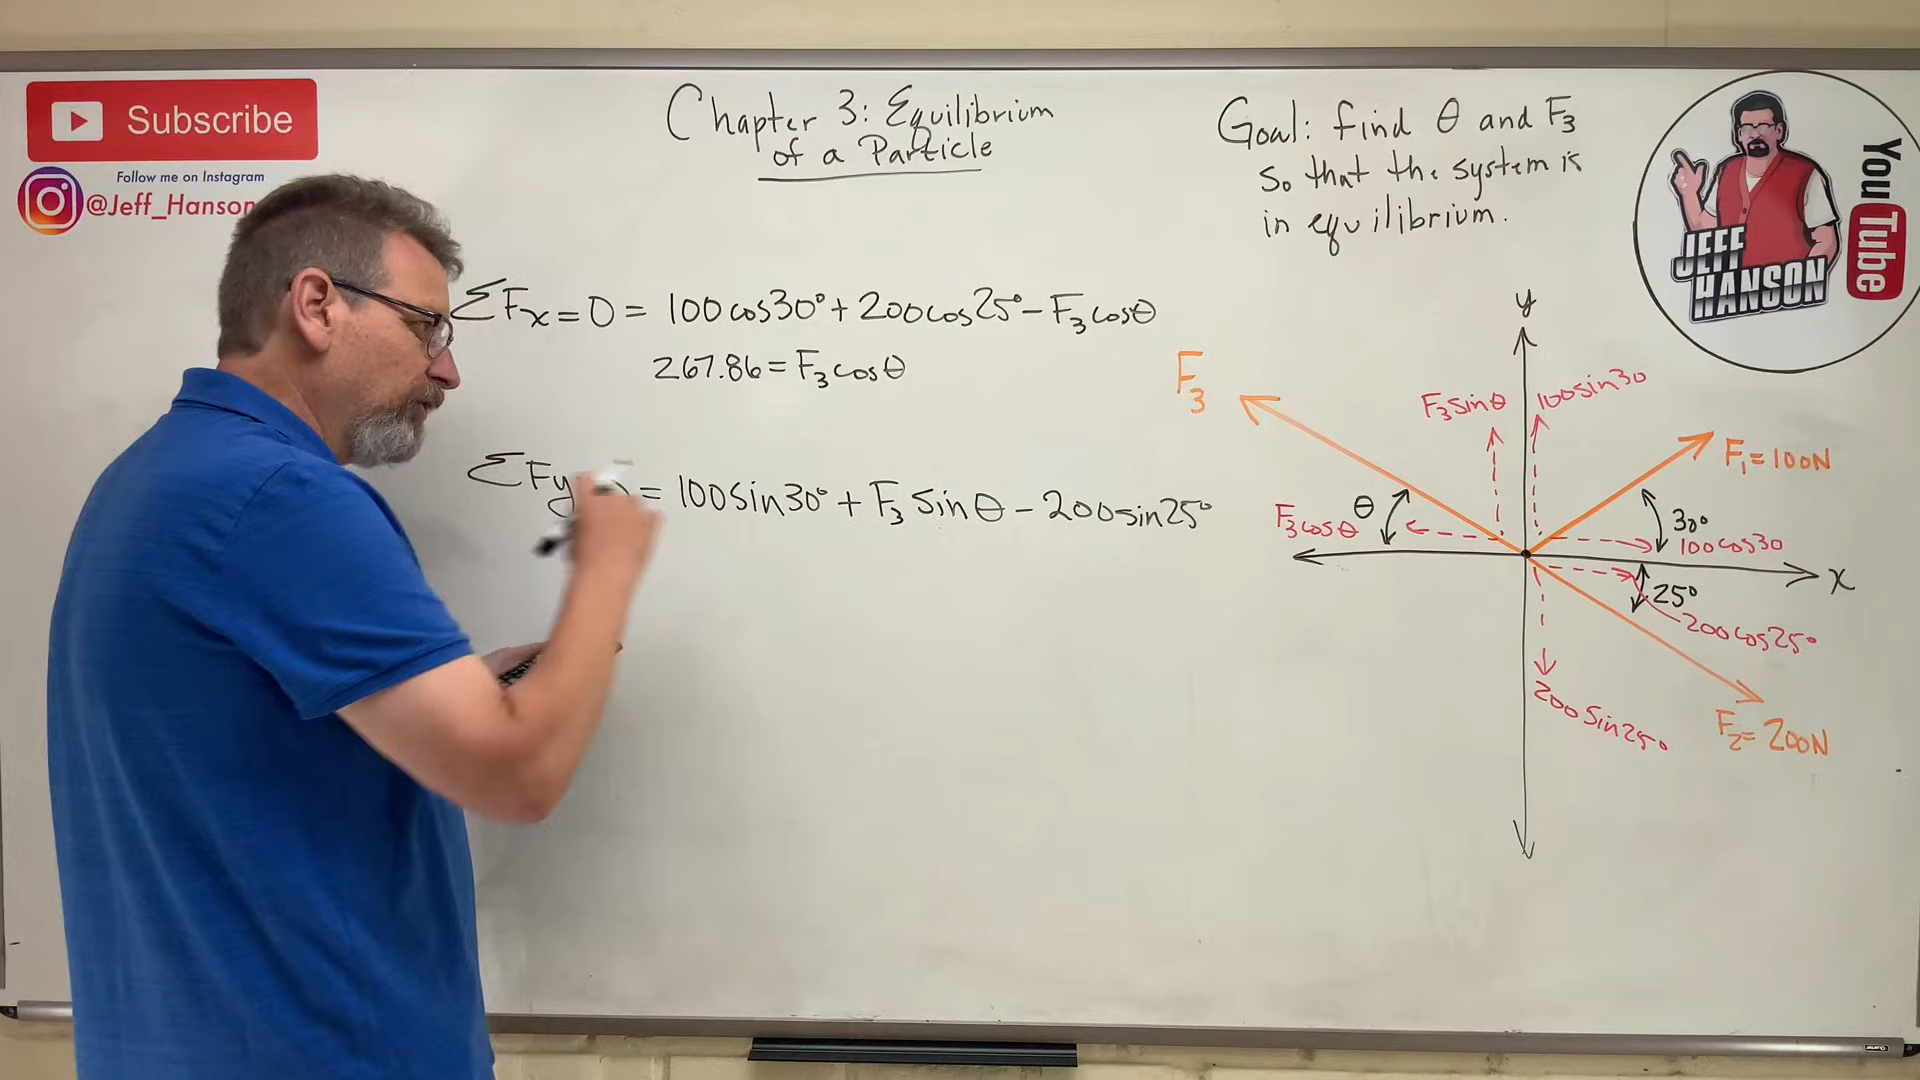 Subscribe
Follow me on Instagram
@Jeff_Hanson
Chapter 3: Equilibrium
of a Particle
Goal: find θ and F₃
so that the system is
in equilibrium.
YouTube
JEFF
HANSON
ΣFx = 0 = 100cos30° + 200cos25° - F₃cosθ
267.86 = F₃cosθ
ΣFy = 100sin30° + F₃ sinθ - 200sin25°
y
F₃
F₃sinθ
100sin30
F₁=100N
θ
F₃cosθ
30°
100cos30
x
25°
200cos25°
200sin25°
F₂=200N